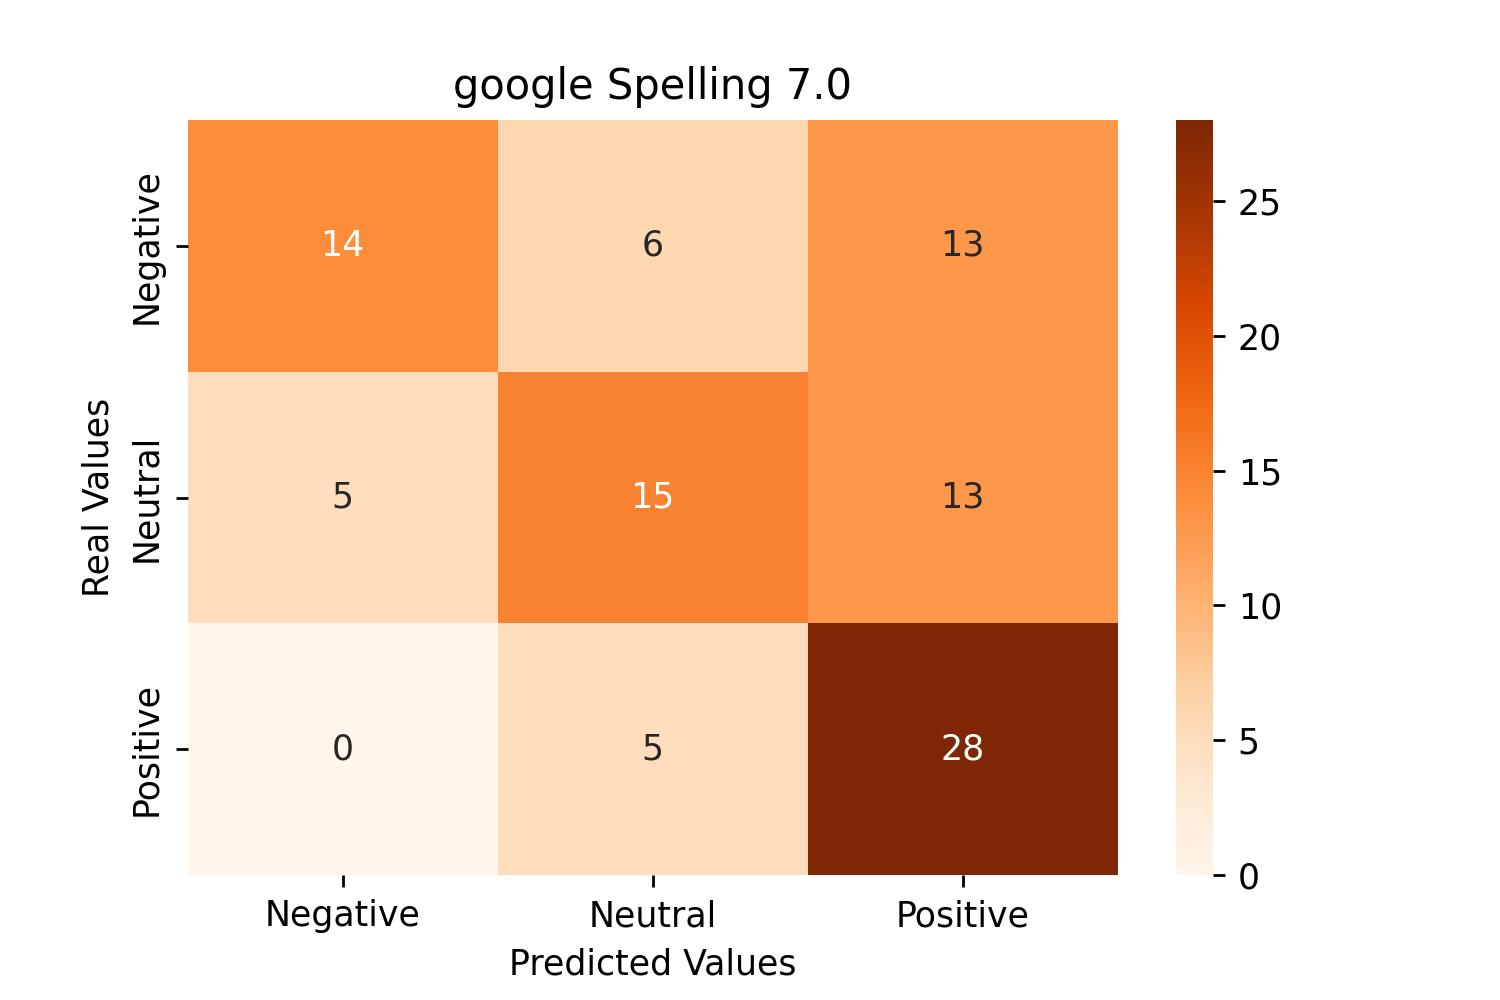 google Spelling 7.0
Real Values
Negative
14 6 13
Neutral
5 15 13
Positive
0 5 28
Negative Neutral Positive
Predicted Values
25
20
15
10
5
0